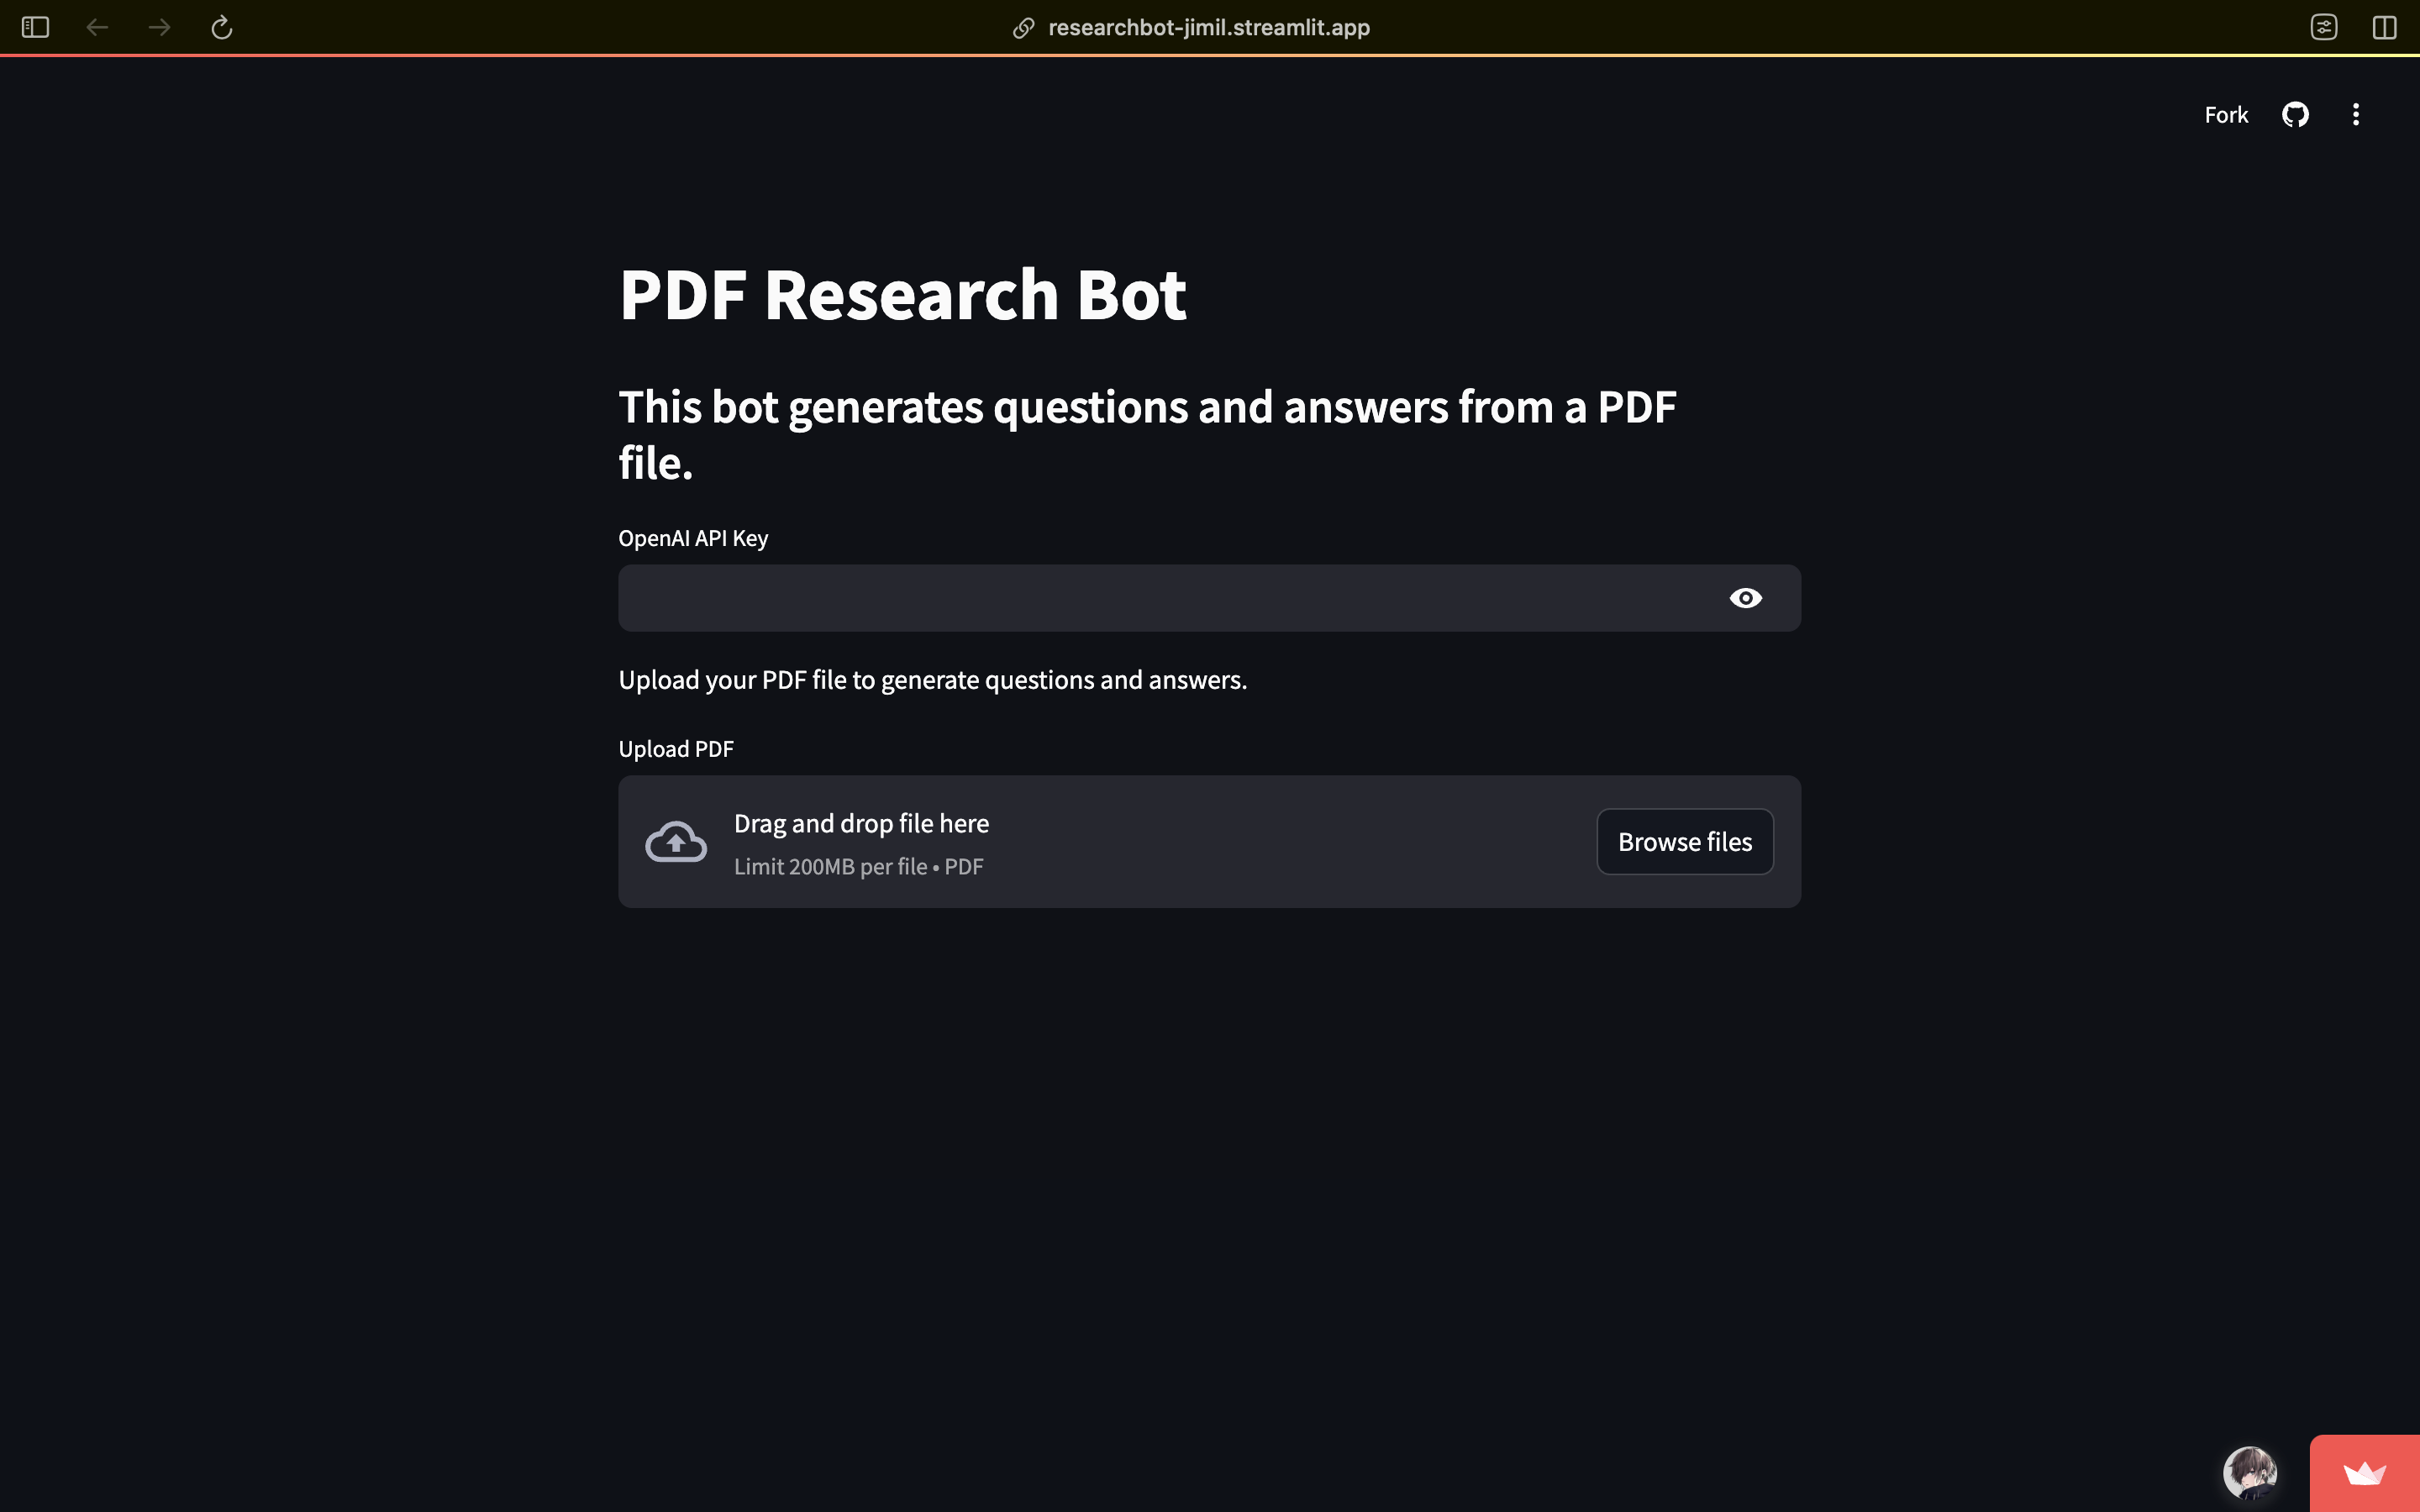 researchbot-jimil.streamlit.app
Fork
PDF Research Bot
This bot generates questions and answers from a PDF
file.
OpenAI API Key
Upload your PDF file to generate questions and answers.
Upload PDF
Drag and drop file here
Limit 200MB per file • PDF
Browse files